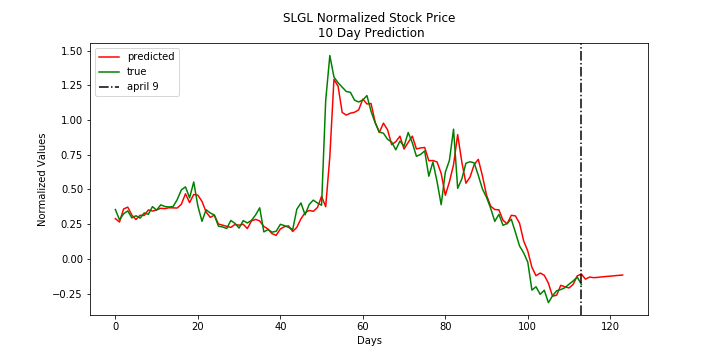 SLGL Normalized Stock Price
10 Day Prediction
predicted
true
april 9
Normalized Values
1.50
1.25
1.00
0.75
0.50
0.25
0.00
−0.25
0
20
40
60
80
100
120
Days